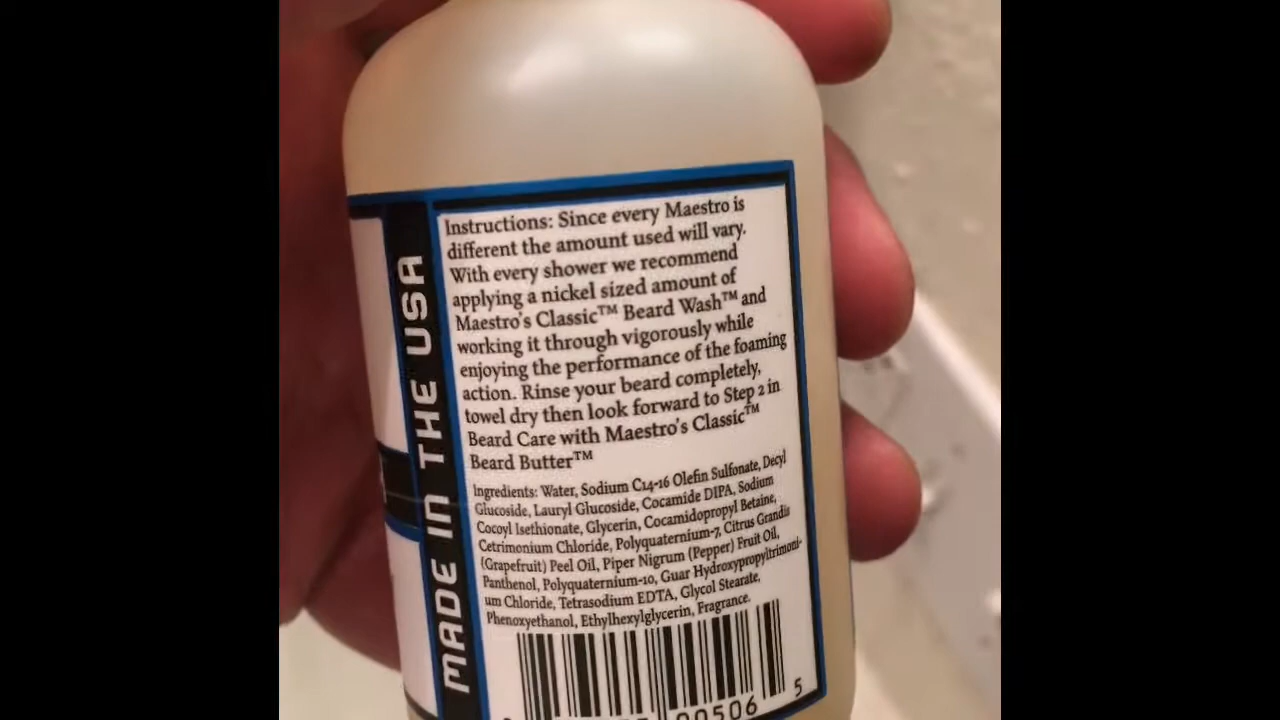 Instructions: Since every Maestro is
different the amount used will vary.
With every shower we recommend
applying a nickel sized amount of
Maestro's Classic™ Beard Wash™ and
working it through vigorously while
enjoying the performance of the foaming
action. Rinse your beard completely,
towel dry then look forward to Step 2 in
Beard Care with Maestro's Classic™
Beard Butter™
Ingredients: Water, Sodium C14-16 Olefin Sulfonate, Decyl
Glucoside, Lauryl Glucoside, Cocamide DIPA, Sodium
Cocoyl Isethionate, Glycerin, Cocamidopropyl Betaine,
Cetrimonium Chloride, Polyquaternium-7, Citrus Grandis
(Grapefruit) Peel Oil, Piper Nigrum (Pepper) Fruit Oil,
Panthenol, Polyquaternium-10, Guar Hydroxypropyltrimoni-
um Chloride, Tetrasodium EDTA, Glycol Stearate,
Phenoxyethanol, Ethylhexylglycerin, Fragrance.
00506 5
MADE IN THE USA